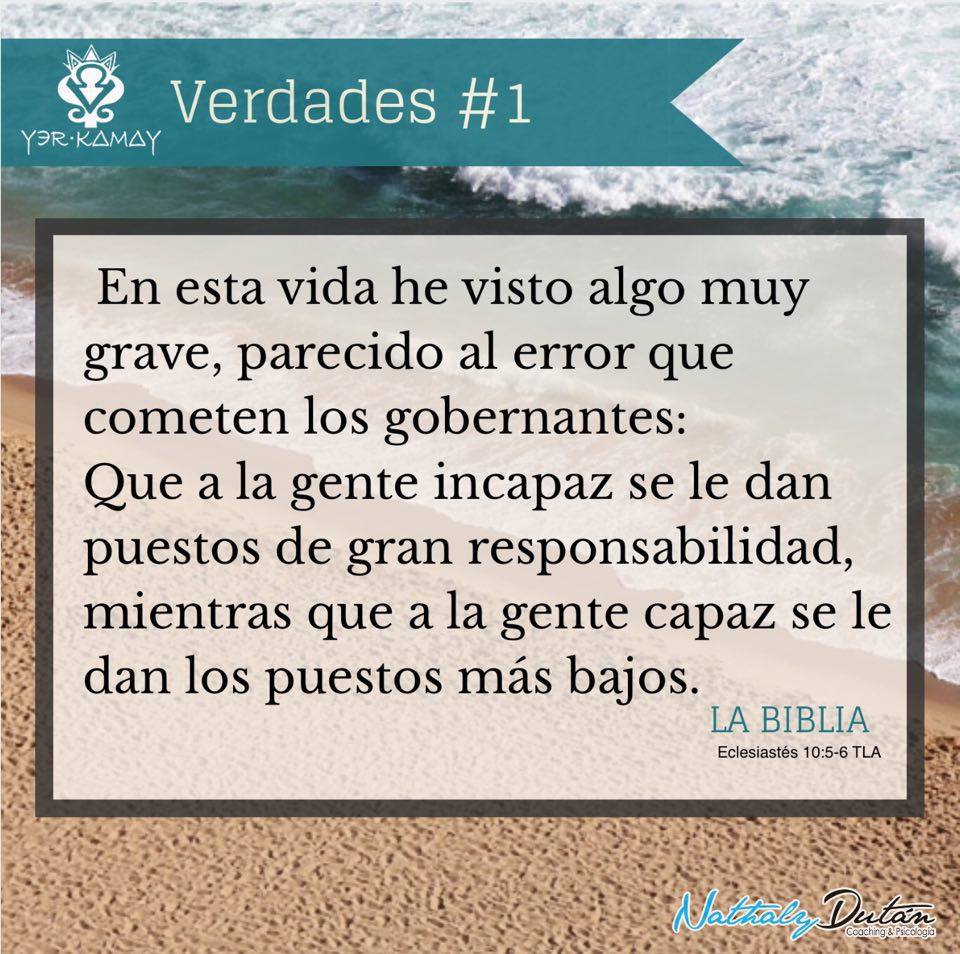 YƎR·KAMAY
Verdades #1
En esta vida he visto algo muy
grave, parecido al error que
cometen los gobernantes:
Que a la gente incapaz se le dan
puestos de gran responsabilidad,
mientras que a la gente capaz se le
dan los puestos más bajos.
LA BIBLIA
Eclesiastés 10:5-6 TLA
Nathaly Dután
Coaching & Psicología